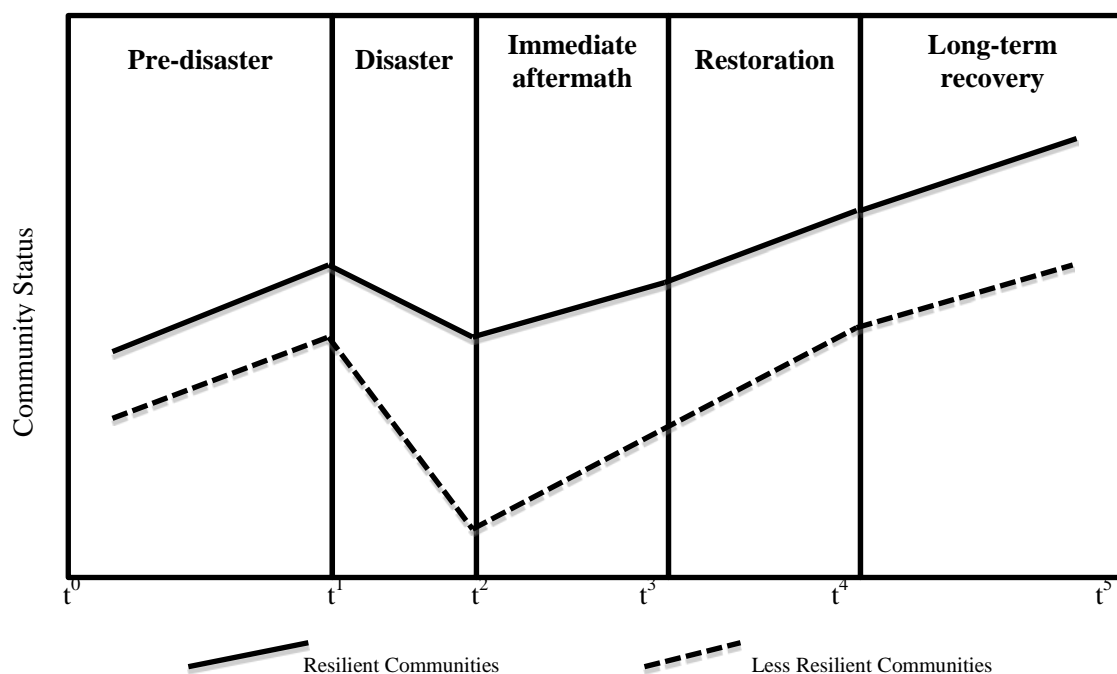 Pre-disaster
Disaster
Immediate
aftermath
Restoration
Long-term
recovery
Community Status
t⁰
t¹
t²
t³
t⁴
t⁵
Resilient Communities
Less Resilient Communities